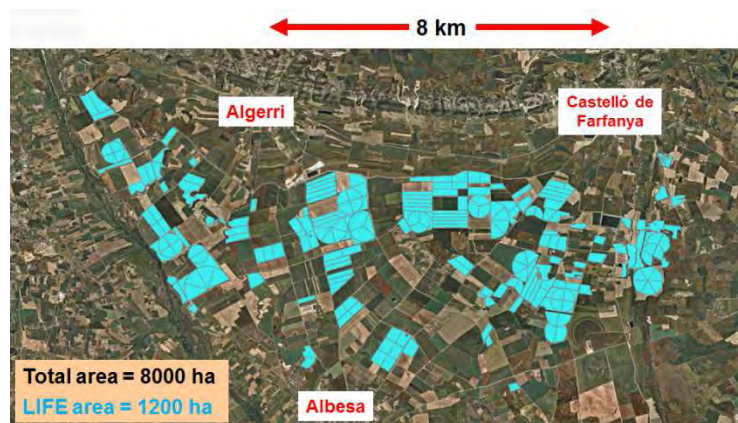 8 km
Algerri
Castelló de
Farfanya
Total area = 8000 ha
LIFE area = 1200 ha
Albesa